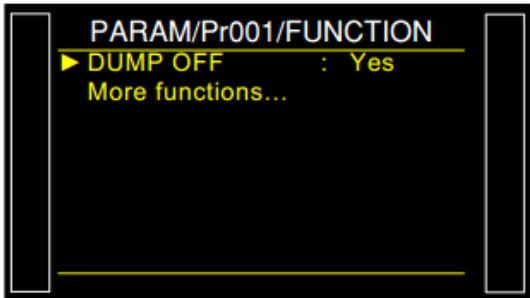 PARAM/Pr001/FUNCTION
► DUMP OFF : Yes
More functions...